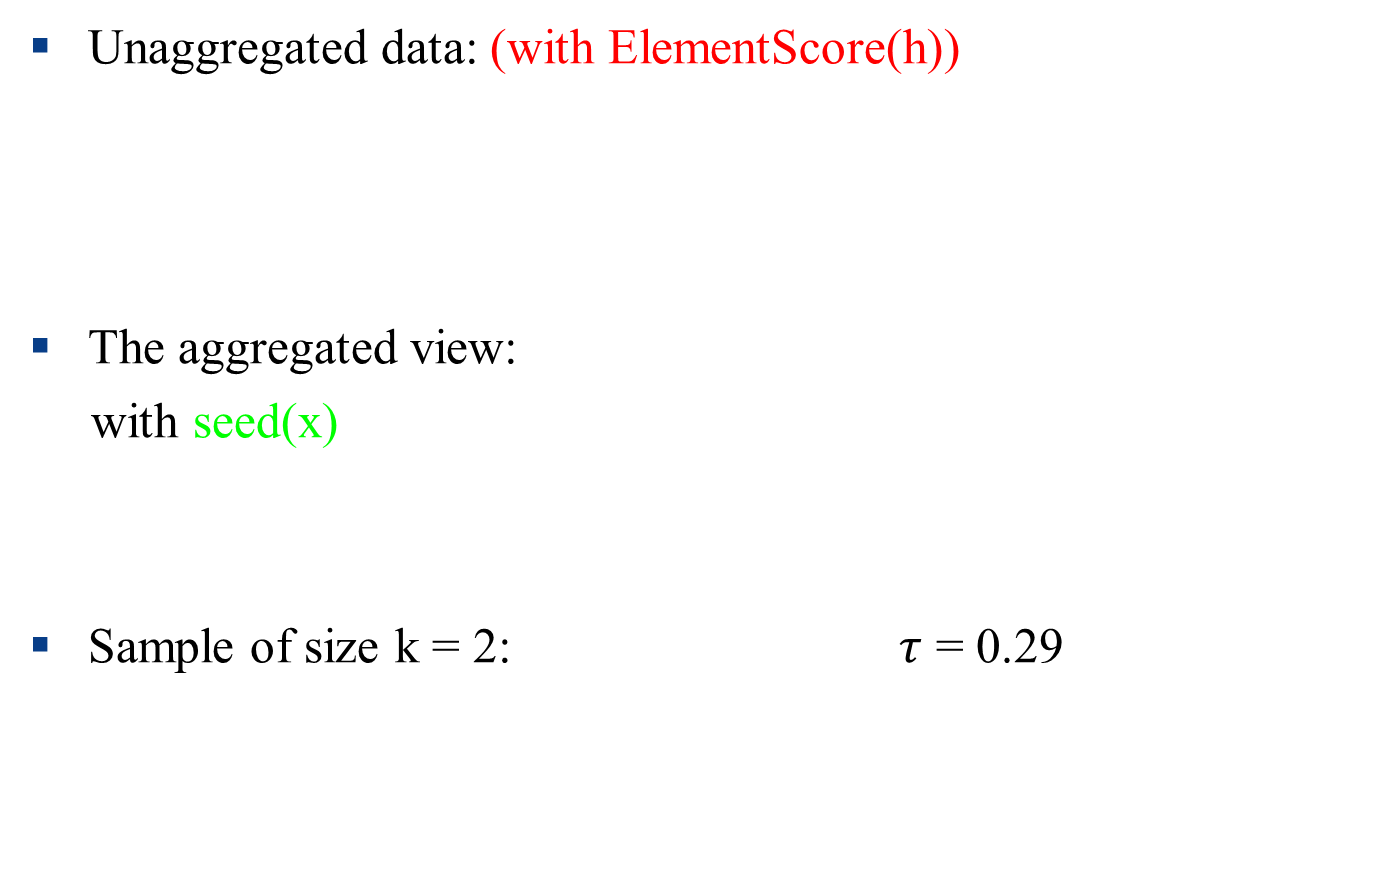 ▪ Unaggregated data: (with ElementScore(h))
▪ The aggregated view:
with seed(x)
▪ Sample of size k = 2: τ = 0.29